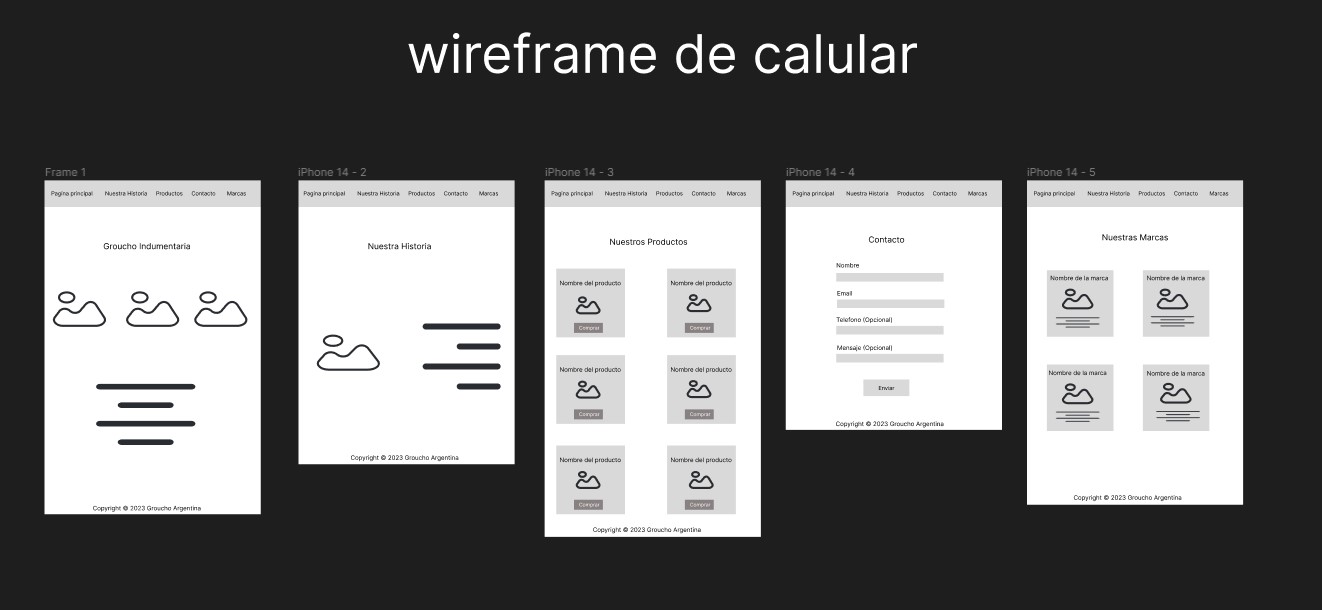 wireframe de calular
Frame 1
Pagina principal Nuestra Historia Productos Contacto Marcas
Groucho Indumentaria
Copyright © 2023 Groucho Argentina
iPhone 14 - 2
Pagina principal Nuestra Historia Productos Contacto Marcas
Nuestra Historia
Copyright © 2023 Groucho Argentina
iPhone 14 - 3
Pagina principal Nuestra Historia Productos Contacto Marcas
Nuestros Productos
Nombre del producto Nombre del producto
Comprar Comprar
Nombre del producto Nombre del producto
Comprar Comprar
Nombre del producto Nombre del producto
Comprar Comprar
Copyright © 2023 Groucho Argentina
iPhone 14 - 4
Pagina principal Nuestra Historia Productos Contacto Marcas
Contacto
Nombre
Email
Telefono (Opcional)
Mensaje (Opcional)
Enviar
Copyright © 2023 Groucho Argentina
iPhone 14 - 5
Pagina principal Nuestra Historia Productos Contacto Marcas
Nuestras Marcas
Nombre de la marca Nombre de la marca
Nombre de la marca Nombre de la marca
Copyright © 2023 Groucho Argentina